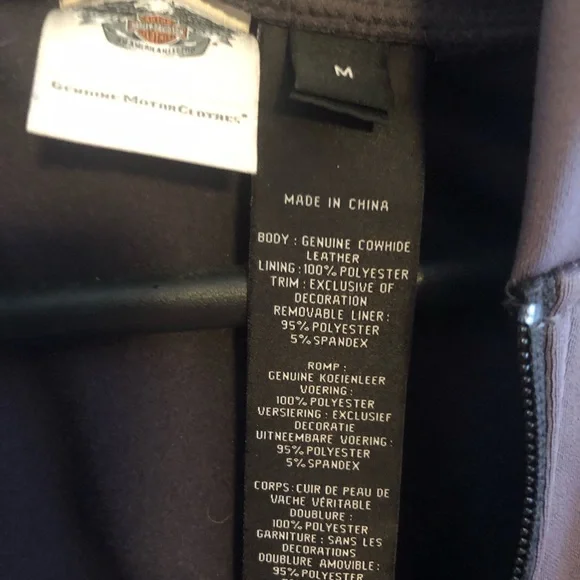 GENUINE MOTORCLOTHES®
M
MADE IN CHINA
BODY : GENUINE COWHIDE
LEATHER
LINING : 100% POLYESTER
TRIM : EXCLUSIVE OF
DECORATION
REMOVABLE LINER :
95% POLYESTER
5% SPANDEX
ROMP :
GENUINE KOEIENLEER
VOERING :
100% POLYESTER
VERSIERING : EXCLUSIEF
DECORATIE
UITNEEMBARE VOERING :
95% POLYESTER
5% SPANDEX
CORPS : CUIR DE PEAU DE
VACHE VÉRITABLE
DOUBLURE :
100% POLYESTER
GARNITURE : SANS LES
DECORATIONS
DOUBLURE AMOVIBLE :
95% POLYESTER